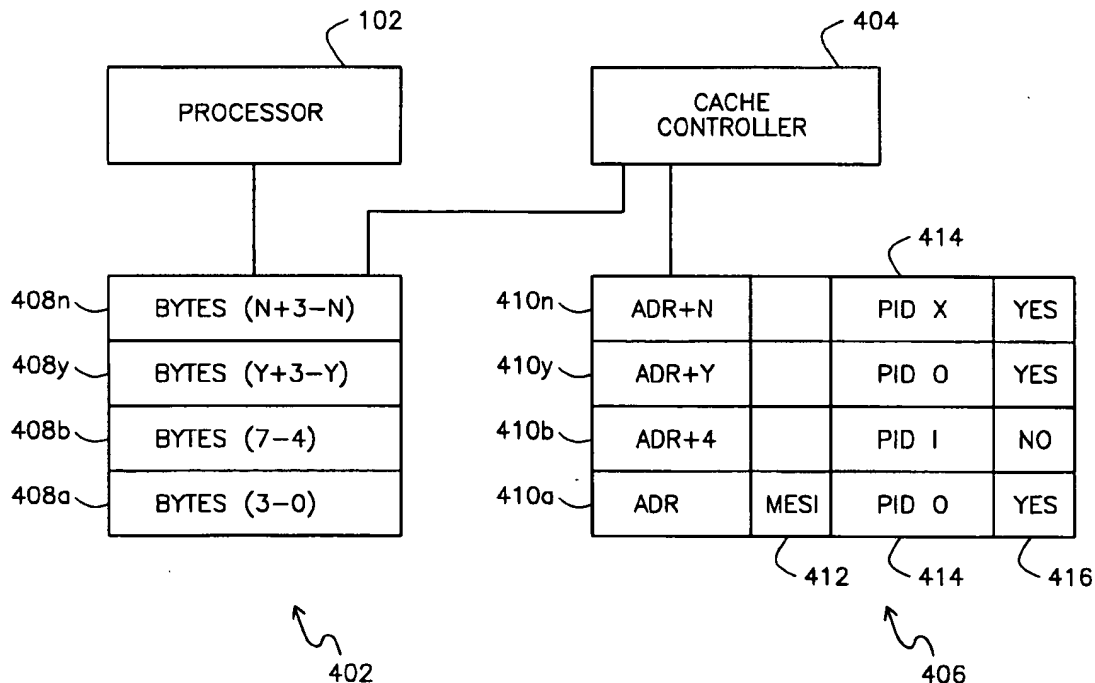 102
404
PROCESSOR
CACHE
CONTROLLER
414
408n
BYTES (N+3-N)
410n
ADR+N
PID X
YES
408y
BYTES (Y+3-Y)
410y
ADR+Y
PID 0
YES
408b
BYTES (7-4)
410b
ADR+4
PID I
NO
408a
BYTES (3-0)
410a
ADR
MESI
PID 0
YES
412
414
416
402
406